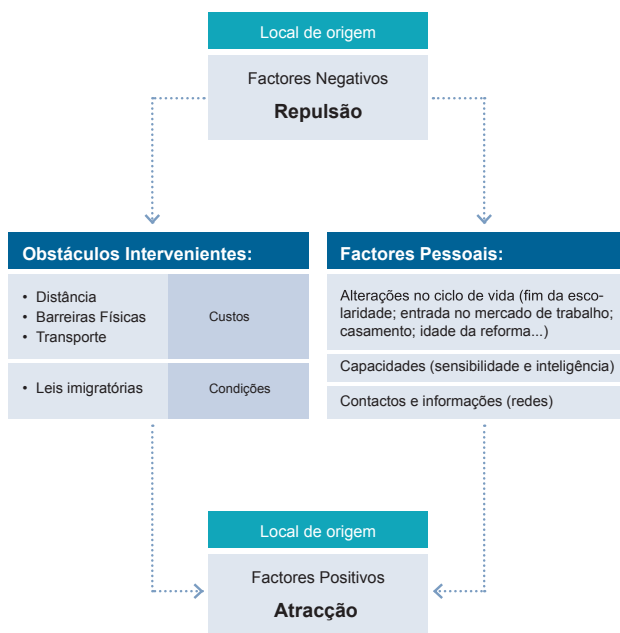 Local de origem
Factores Negativos
Repulsão
Obstáculos Intervenientes:
• Distância
• Barreiras Físicas
• Transporte
Custos
• Leis imigratórias
Condições
Factores Pessoais:
Alterações no ciclo de vida (fim da esco-
laridade; entrada no mercado de trabalho;
casamento; idade da reforma...)
Capacidades (sensibilidade e inteligência)
Contactos e informações (redes)
Local de origem
Factores Positivos
Atracção